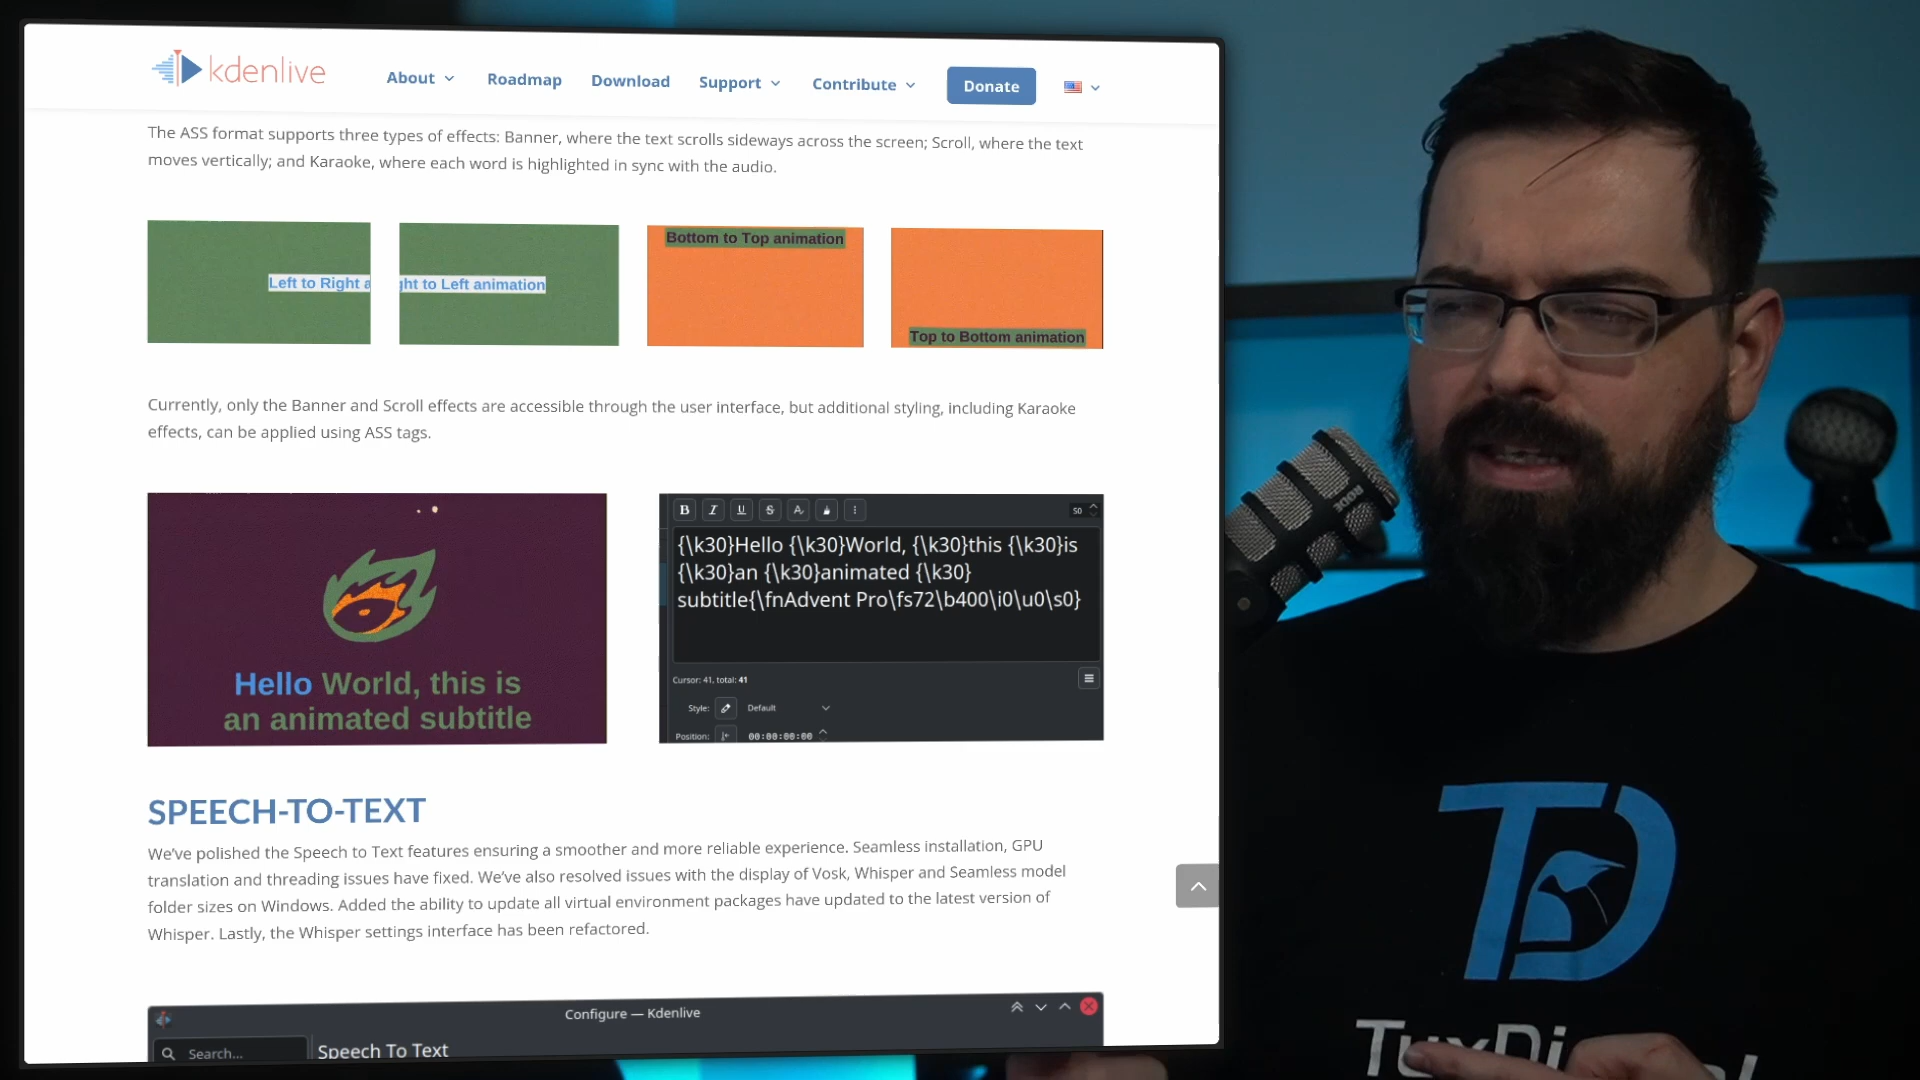 kdenlive
About
Roadmap
Download
Support
Contribute
Donate
The ASS format supports three types of effects: Banner, where the text scrolls sideways across the screen; Scroll, where the text
moves vertically; and Karaoke, where each word is highlighted in sync with the audio.
Left to Right a
ht to Left animation
Bottom to Top animation
Top to Bottom animation
Currently, only the Banner and Scroll effects are accessible through the user interface, but additional styling, including Karaoke
effects, can be applied using ASS tags.
Hello World, this is
an animated subtitle
B I U S A 50
{\k30}Hello {\k30}World, {\k30}this {\k30}is
{\k30}an {\k30}animated {\k30}
subtitle{\fnAdvent Pro\fs72\b400\i0\u0\s0}
Cursor: 41, total: 41
Style: Default
Position: 00:00:00:00
SPEECH-TO-TEXT
We've polished the Speech to Text features ensuring a smoother and more reliable experience. Seamless installation, GPU
translation and threading issues have fixed. We've also resolved issues with the display of Vosk, Whisper and Seamless model
folder sizes on Windows. Added the ability to update all virtual environment packages have updated to the latest version of
Whisper. Lastly, the Whisper settings interface has been refactored.
Configure — Kdenlive
Search...
Speech To Text
RODE
TD
TuxDi